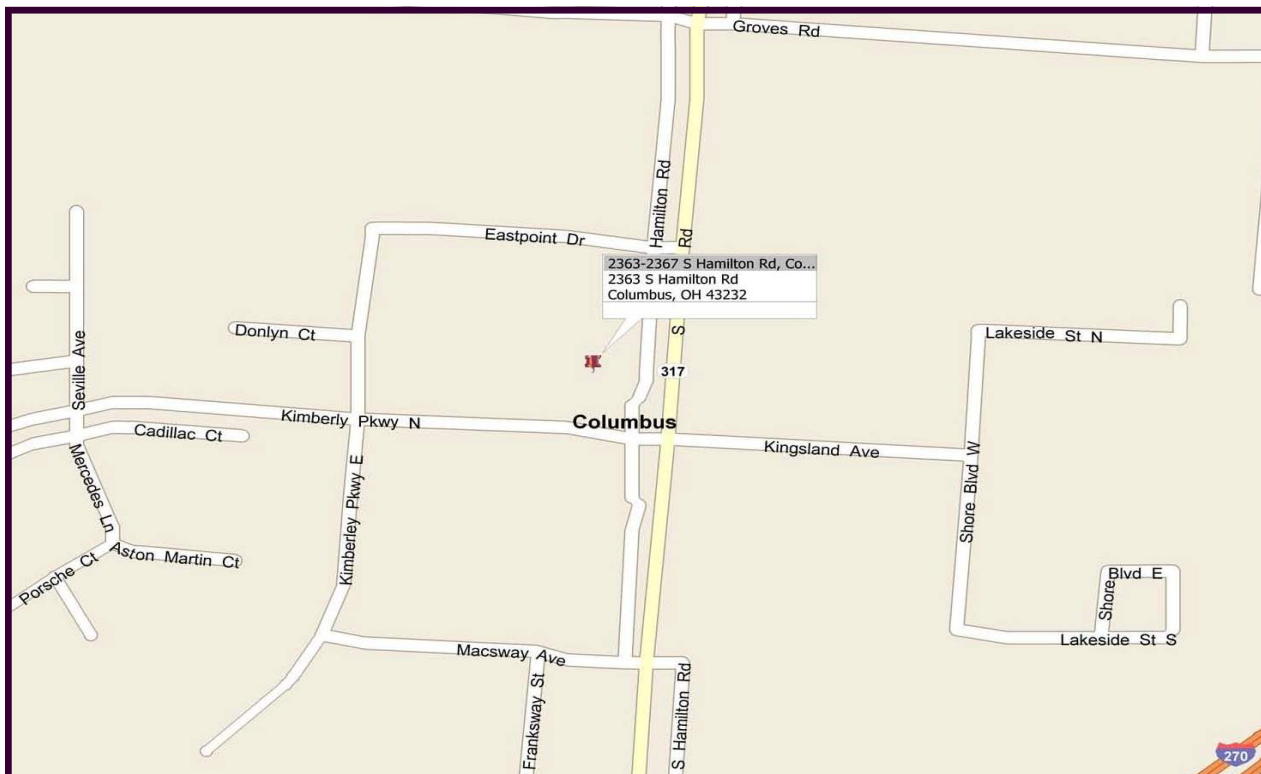 Groves Rd
Hamilton Rd
Eastpoint Dr
S Rd
2363-2367 S Hamilton Rd, Co...
2363 S Hamilton Rd
Columbus, OH 43232
Donlyn Ct
Lakeside St N
Seville Ave
317
Kimberly Pkwy N
Columbus
Cadillac Ct
Kingsland Ave
Mercedes Ln
Kimberley Pkwy E
Shore Blvd W
Aston Martin Ct
Porsche Ct
Shore Blvd E
Lakeside St S
Macsway Ave
Franksway St
S Hamilton Rd
270